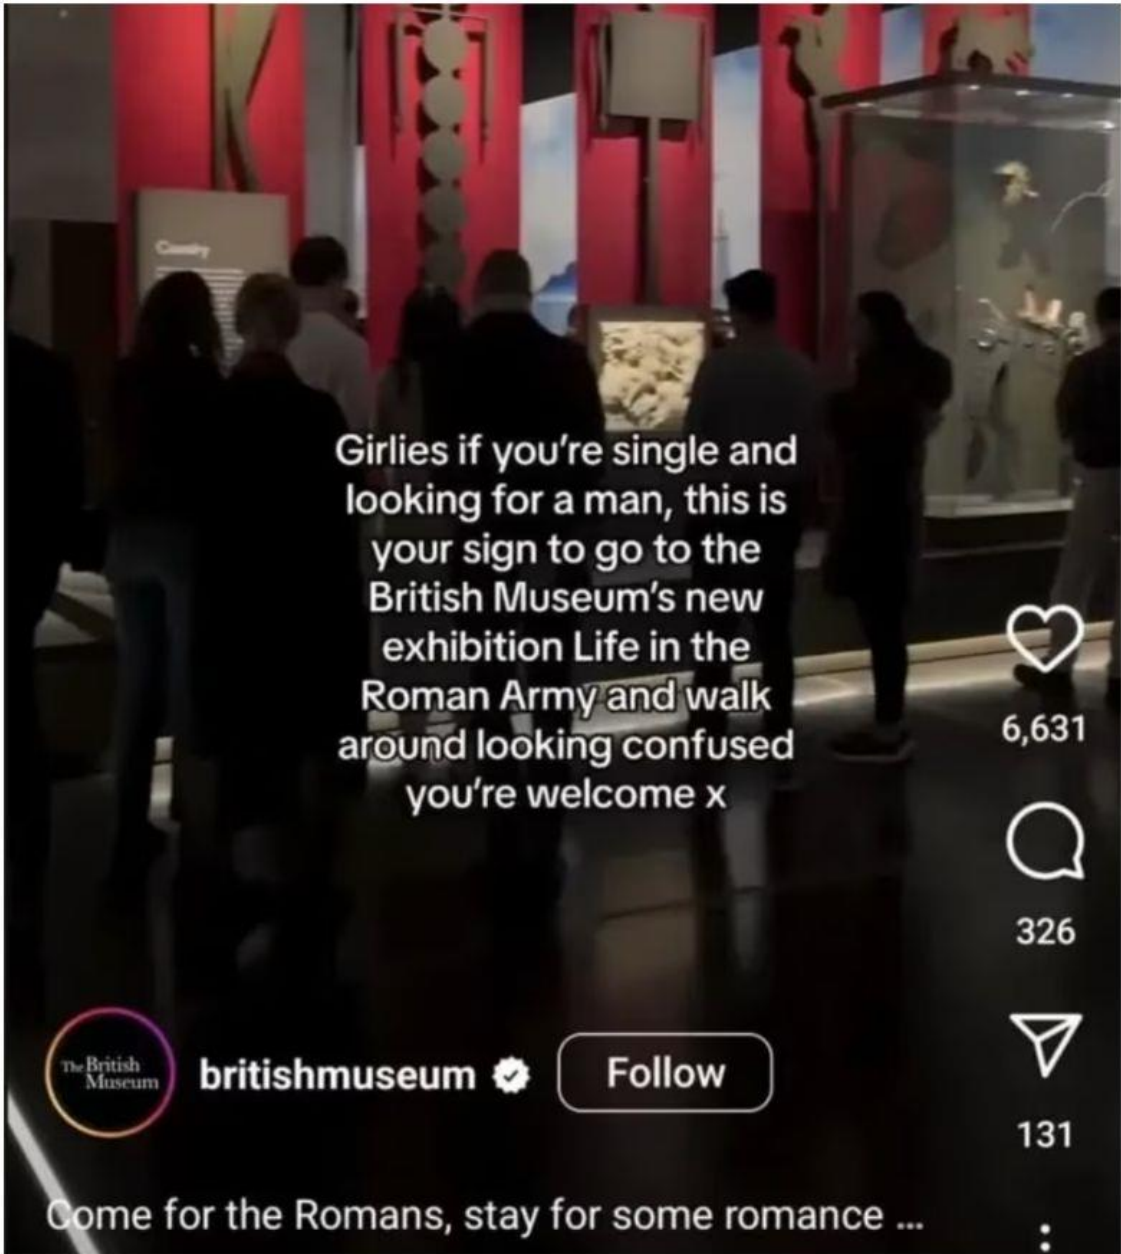 Cavalry
Girlies if you're single and
looking for a man, this is
your sign to go to the
British Museum's new
exhibition Life in the
Roman Army and walk
around looking confused
you're welcome x
6,631
326
131
The British
Museum
britishmuseum
Follow
Come for the Romans, stay for some romance ...